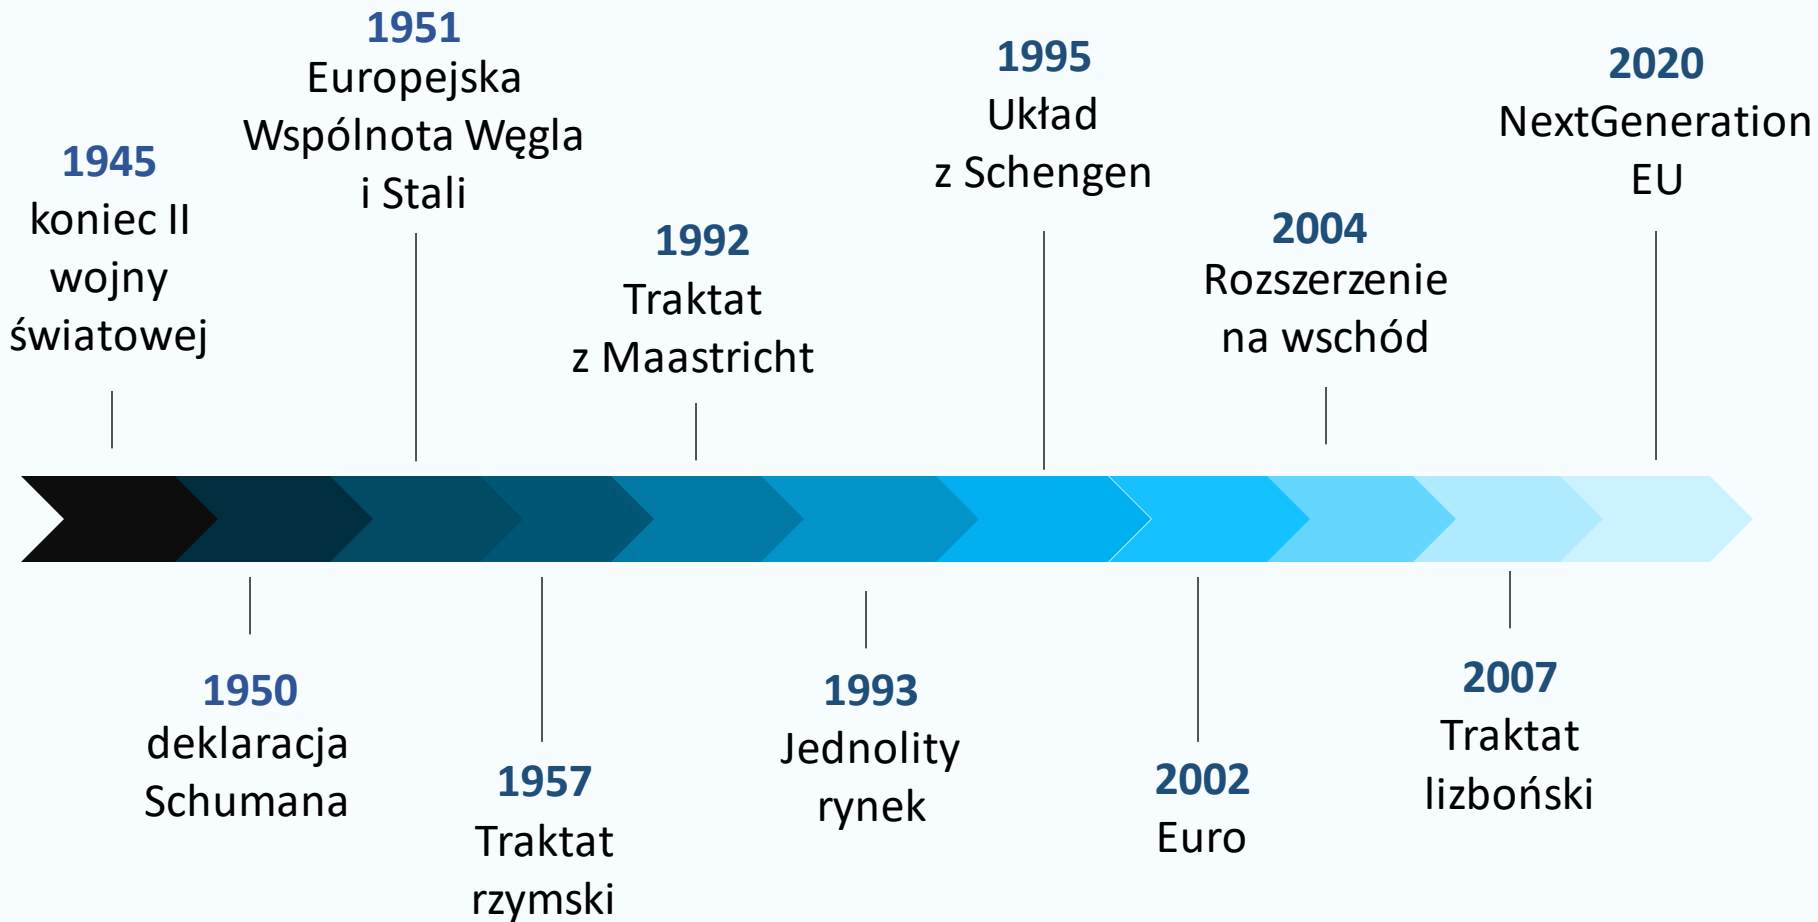 1945
koniec II
wojny
światowej
1950
deklaracja
Schumana
1951
Europejska
Wspólnota Węgla
i Stali
1957
Traktat
rzymski
1992
Traktat
z Maastricht
1993
Jednolity
rynek
1995
Układ
z Schengen
2002
Euro
2004
Rozszerzenie
na wschód
2007
Traktat
lizboński
2020
NextGeneration
EU